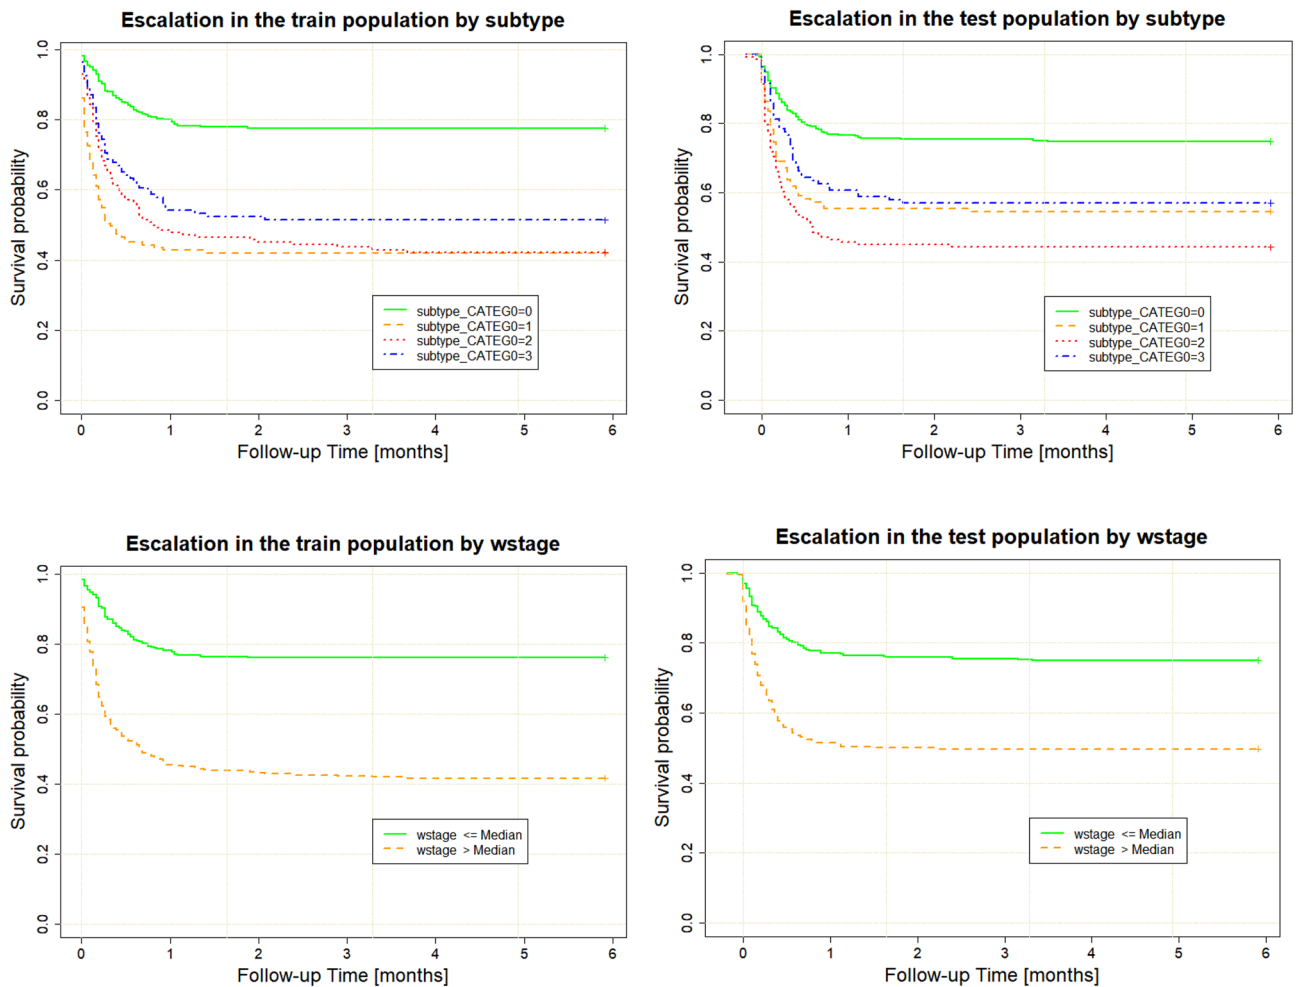 Escalation in the train population by subtype
Survival probability
1.0
0.8
0.6
0.4
0.2
0.0
subtype_CATEG0=0
subtype_CATEG0=1
subtype_CATEG0=2
subtype_CATEG0=3
0 1 2 3 4 5 6
Follow-up Time [months]
Escalation in the test population by subtype
Survival probability
1.0
0.8
0.6
0.4
0.2
0.0
subtype_CATEG0=0
subtype_CATEG0=1
subtype_CATEG0=2
subtype_CATEG0=3
0 1 2 3 4 5 6
Follow-up Time [months]
Escalation in the train population by wstage
Survival probability
1.0
0.8
0.6
0.4
0.2
0.0
wstage <= Median
wstage > Median
0 1 2 3 4 5 6
Follow-up Time [months]
Escalation in the test population by wstage
Survival probability
1.0
0.8
0.6
0.4
0.2
0.0
wstage <= Median
wstage > Median
0 1 2 3 4 5 6
Follow-up Time [months]